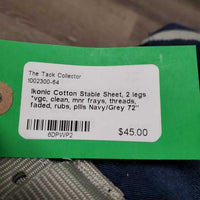 The Tack Collector
t002300-64
Ikonic Cotton Stable Sheet, 2 legs
*vgc, clean, mnr frays, threads,
faded, rubs, pills Navy/Grey 72"
6DPWP2
$45.00